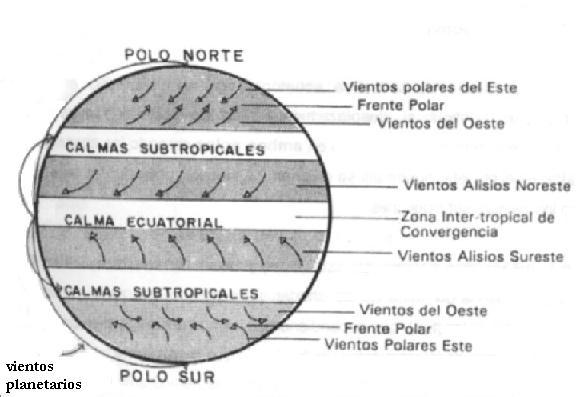 POLO NORTE
Vientos polares del Este
Frente Polar
Vientos del Oeste
CALMAS SUBTROPICALES
Vientos Alisios Noreste
CALMA ECUATORIAL
Zona Inter-tropical de
Convergencia
Vientos Alisios Sureste
CALMAS SUBTROPICALES
Vientos del Oeste
Frente Polar
Vientos Polares Este
vientos
planetarios
POLO SUR